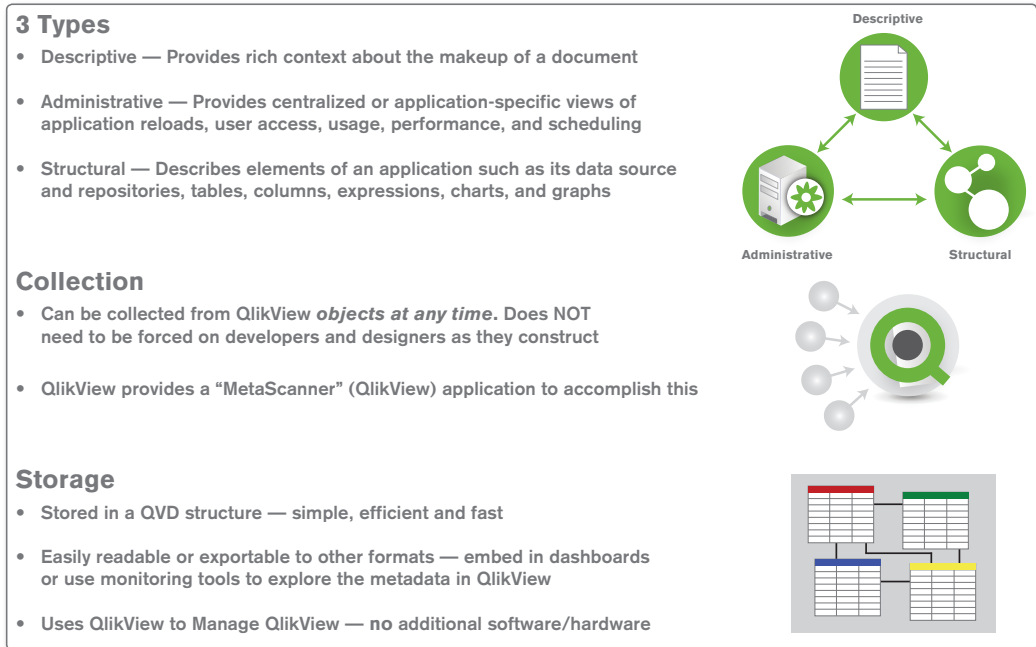 3 Types
• Descriptive — Provides rich context about the makeup of a document
• Administrative — Provides centralized or application-specific views of
application reloads, user access, usage, performance, and scheduling
• Structural — Describes elements of an application such as its data source
and repositories, tables, columns, expressions, charts, and graphs
Descriptive
Administrative
Structural
Collection
• Can be collected from QlikView objects at any time. Does NOT
need to be forced on developers and designers as they construct
• QlikView provides a “MetaScanner” (QlikView) application to accomplish this
Storage
• Stored in a QVD structure — simple, efficient and fast
• Easily readable or exportable to other formats — embed in dashboards
or use monitoring tools to explore the metadata in QlikView
• Uses QlikView to Manage QlikView — no additional software/hardware